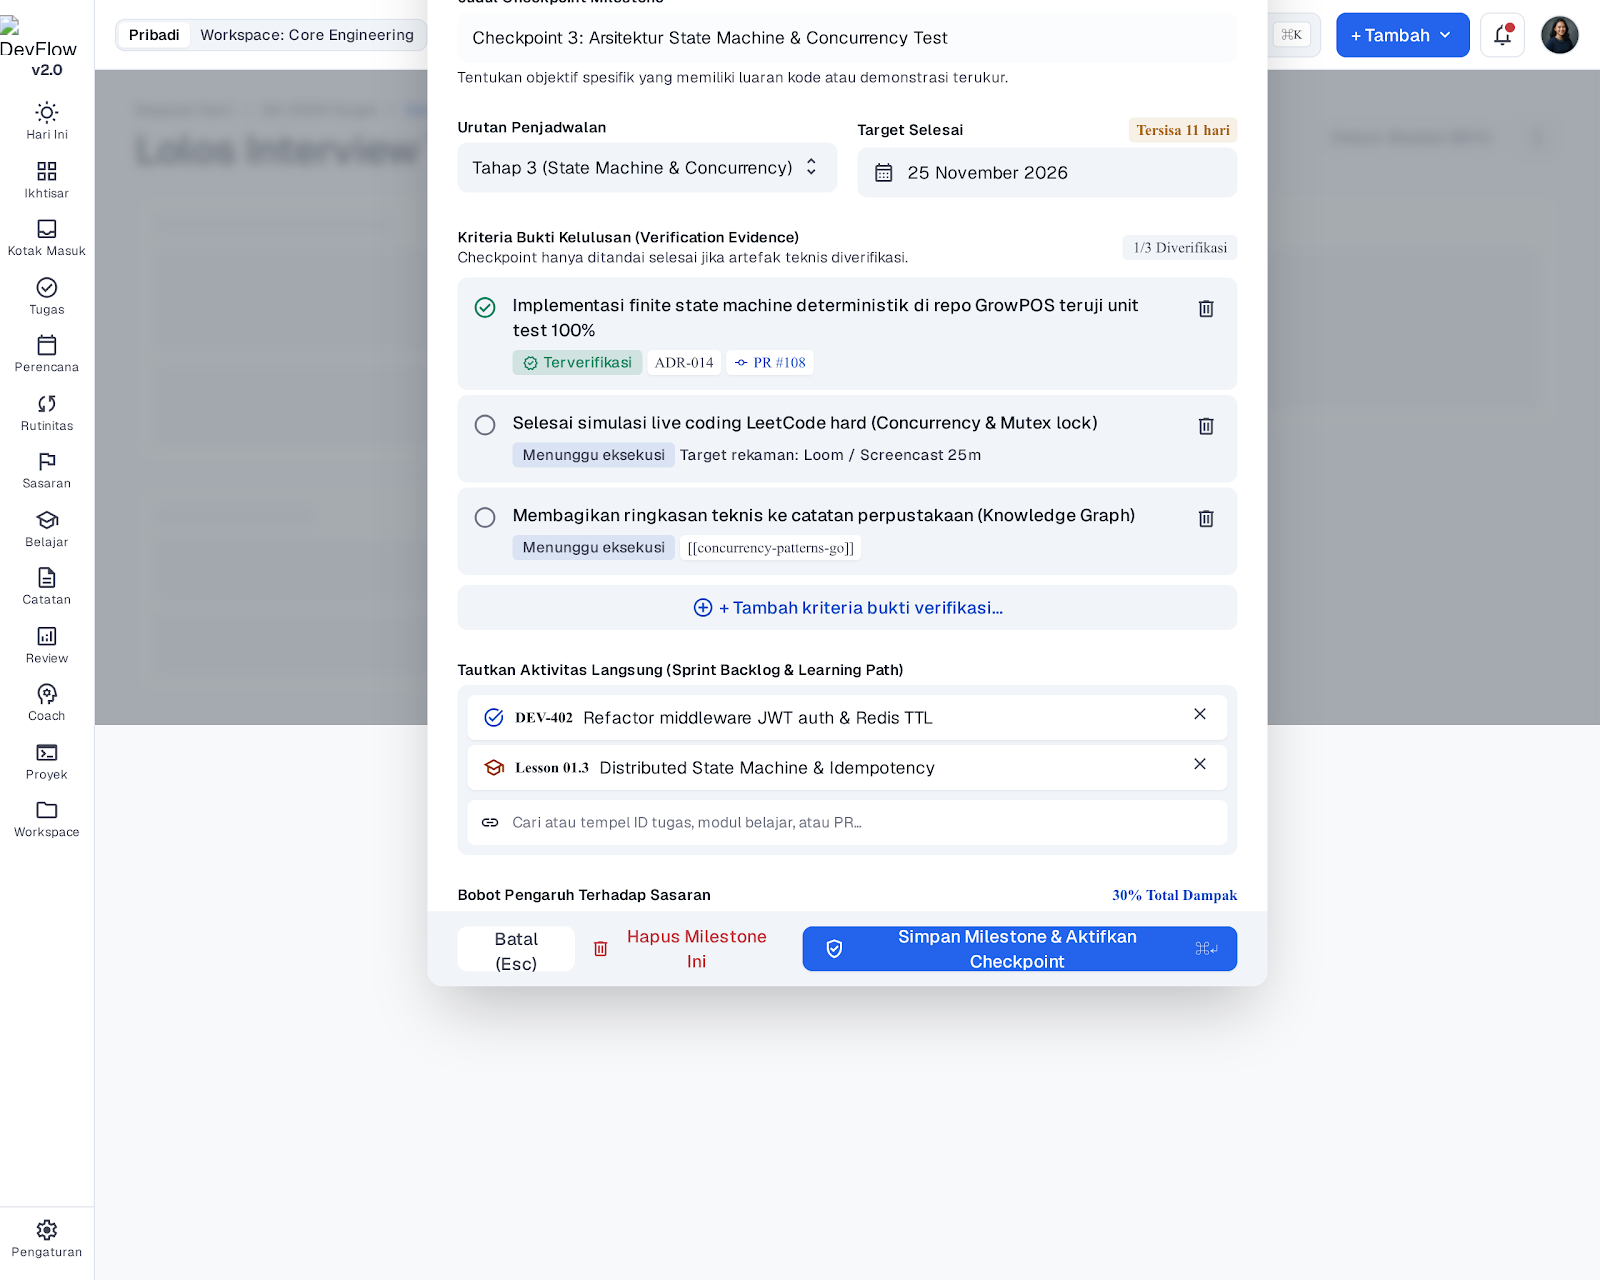 DevFlow
v2.0
Pribadi
Workspace: Core Engineering
⌘K
+ Tambah
Hari Ini
Ikhtisar
Kotak Masuk
Tugas
Perencana
Rutinitas
Sasaran
Belajar
Catatan
Review
Coach
Proyek
Workspace
Pengaturan
Lolos Interview
Checkpoint 3: Arsitektur State Machine & Concurrency Test
Tentukan objektif spesifik yang memiliki luaran kode atau demonstrasi terukur.
Urutan Penjadwalan
Tahap 3 (State Machine & Concurrency)
Target Selesai
Tersisa 11 hari
25 November 2026
Kriteria Bukti Kelulusan (Verification Evidence)
Checkpoint hanya ditandai selesai jika artefak teknis diverifikasi.
1/3 Diverifikasi
Implementasi finite state machine deterministik di repo GrowPOS teruji unit
test 100%
Terverifikasi
ADR-014
PR #108
Selesai simulasi live coding LeetCode hard (Concurrency & Mutex lock)
Menunggu eksekusi
Target rekaman: Loom / Screencast 25m
Membagikan ringkasan teknis ke catatan perpustakaan (Knowledge Graph)
Menunggu eksekusi
[[concurrency-patterns-go]]
+ Tambah kriteria bukti verifikasi...
Tautkan Aktivitas Langsung (Sprint Backlog & Learning Path)
DEV-402 Refactor middleware JWT auth & Redis TTL
Lesson 01.3 Distributed State Machine & Idempotency
Cari atau tempel ID tugas, modul belajar, atau PR...
Bobot Pengaruh Terhadap Sasaran
30% Total Dampak
Batal
(Esc)
Hapus Milestone
Ini
Simpan Milestone & Aktifkan
Checkpoint
⌘↵